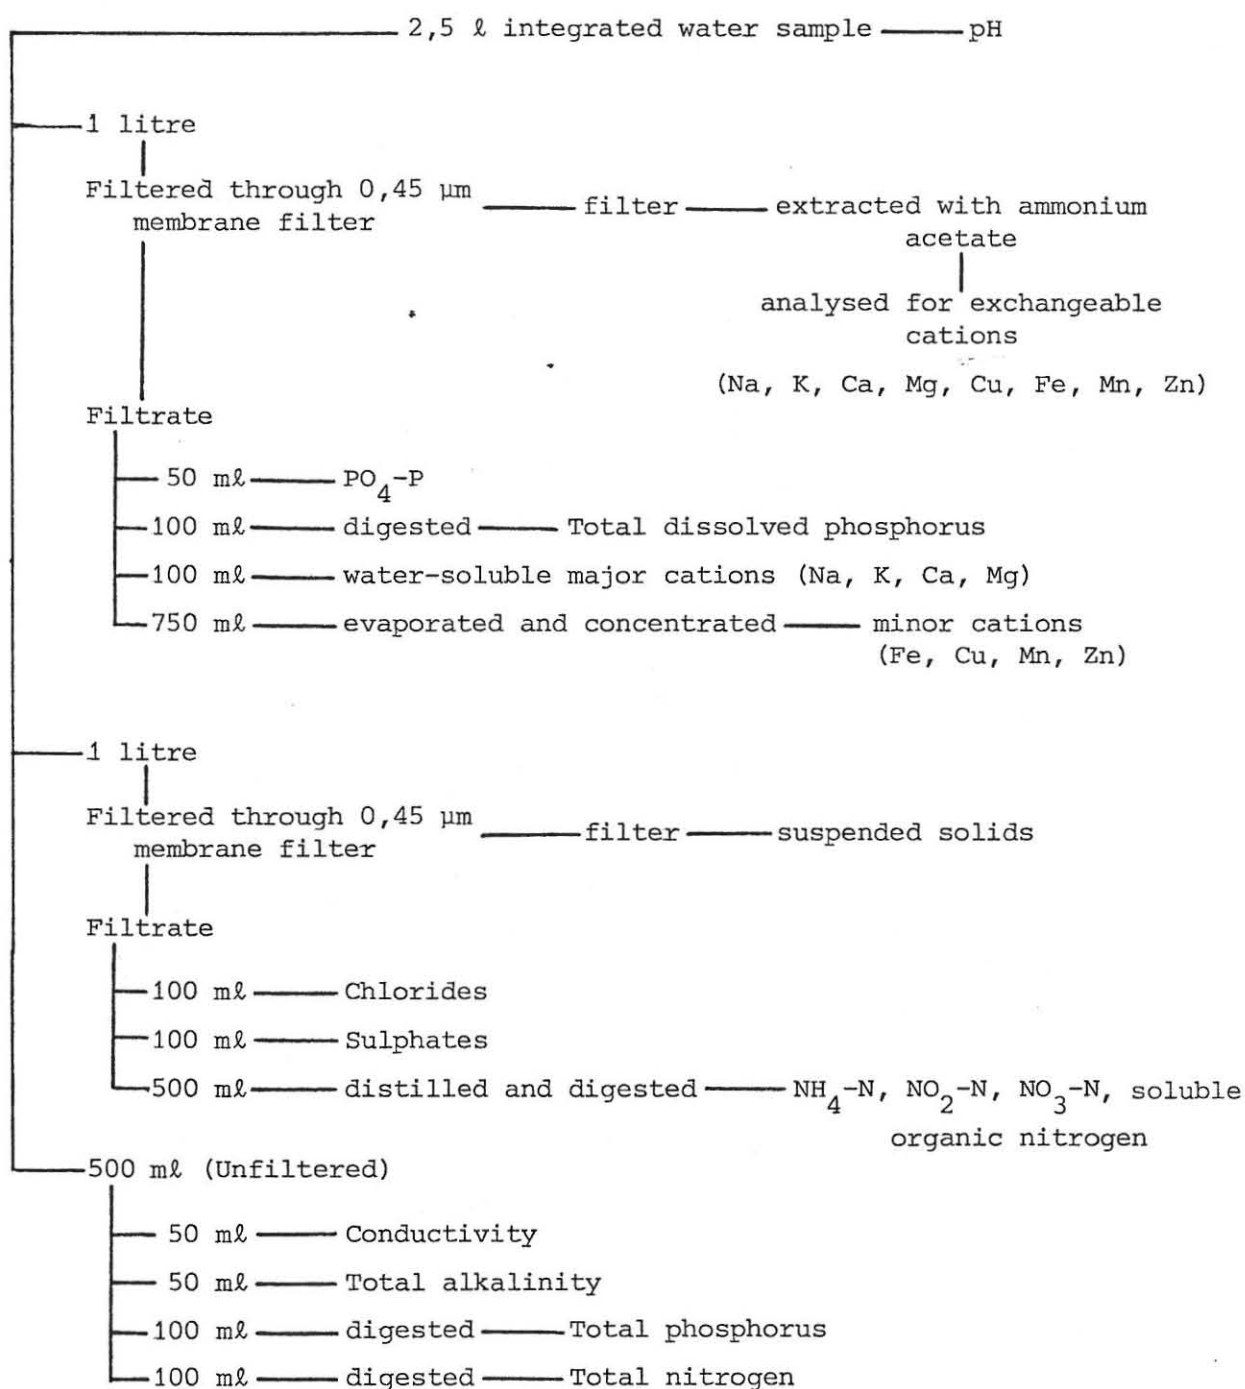 2,5 ℓ integrated water sample pH
1 litre
Filtered through 0,45 µm
membrane filter
filter extracted with ammonium
acetate
analysed for exchangeable
cations
(Na, K, Ca, Mg, Cu, Fe, Mn, Zn)
Filtrate
50 mℓ PO4-P
100 mℓ digested Total dissolved phosphorus
100 mℓ water-soluble major cations (Na, K, Ca, Mg)
750 mℓ evaporated and concentrated minor cations
(Fe, Cu, Mn, Zn)
1 litre
Filtered through 0,45 µm
membrane filter
filter suspended solids
Filtrate
100 mℓ Chlorides
100 mℓ Sulphates
500 mℓ distilled and digested NH4-N, NO2-N, NO3-N, soluble
organic nitrogen
500 mℓ (Unfiltered)
50 mℓ Conductivity
50 mℓ Total alkalinity
100 mℓ digested Total phosphorus
100 mℓ digested Total nitrogen